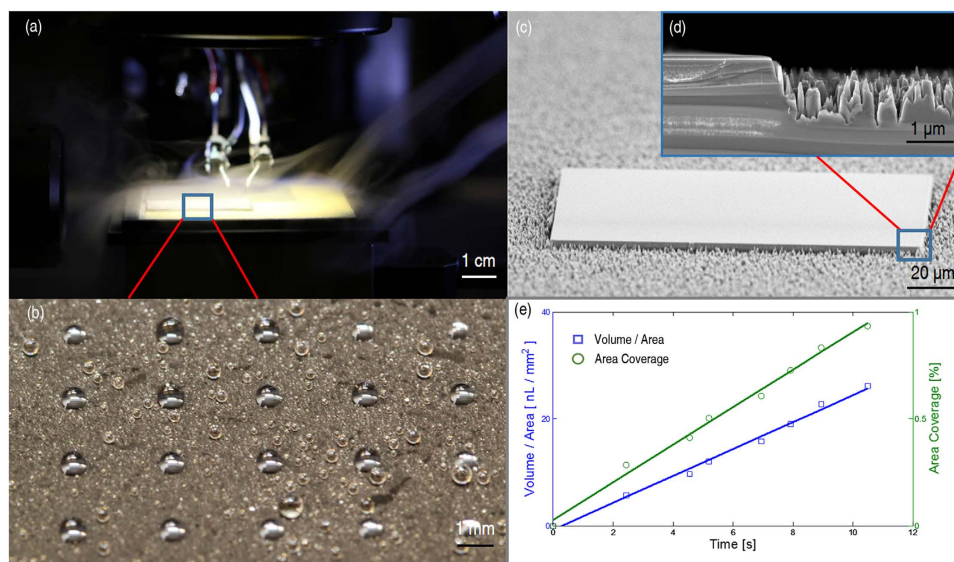 (a)
1 cm
(b)
1 mm
(c)
(d)
1 µm
20 µm
(e)
40
20
0
Volume / Area [ nL / mm²]
Volume / Area
Area Coverage
1
0.5
0
Area Coverage [%]
0 2 4 6 8 10 12
Time [s]